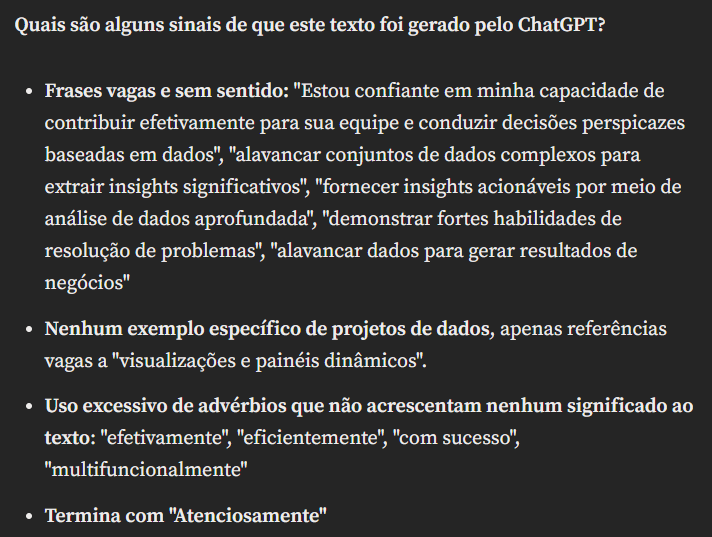 Quais são alguns sinais de que este texto foi gerado pelo ChatGPT?
• Frases vagas e sem sentido: "Estou confiante em minha capacidade de
contribuir efetivamente para sua equipe e conduzir decisões perspicazes
baseadas em dados", "alavancar conjuntos de dados complexos para
extrair insights significativos", "fornecer insights acionáveis por meio de
análise de dados aprofundada", "demonstrar fortes habilidades de
resolução de problemas", "alavancar dados para gerar resultados de
negócios"
• Nenhum exemplo específico de projetos de dados, apenas referências
vagas a "visualizações e painéis dinâmicos".
• Uso excessivo de advérbios que não acrescentam nenhum significado ao
texto: "efetivamente", "eficientemente", "com sucesso",
"multifuncionalmente"
• Termina com "Atenciosamente"